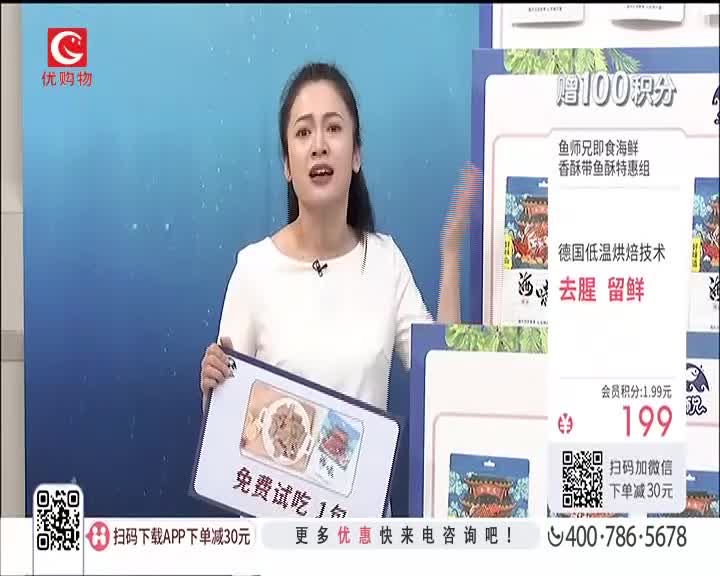 优购物
赠100积分
鱼师兄即食海鲜
香酥带鱼酥特惠组
德国低温烘焙技术
去腥 留鲜
会员积分:1.99元
199
扫码加微信
下单减30元
海味
免费试吃 1包
扫码下载APP下单减30元
更多优惠快来电咨询吧!
400-786-5678